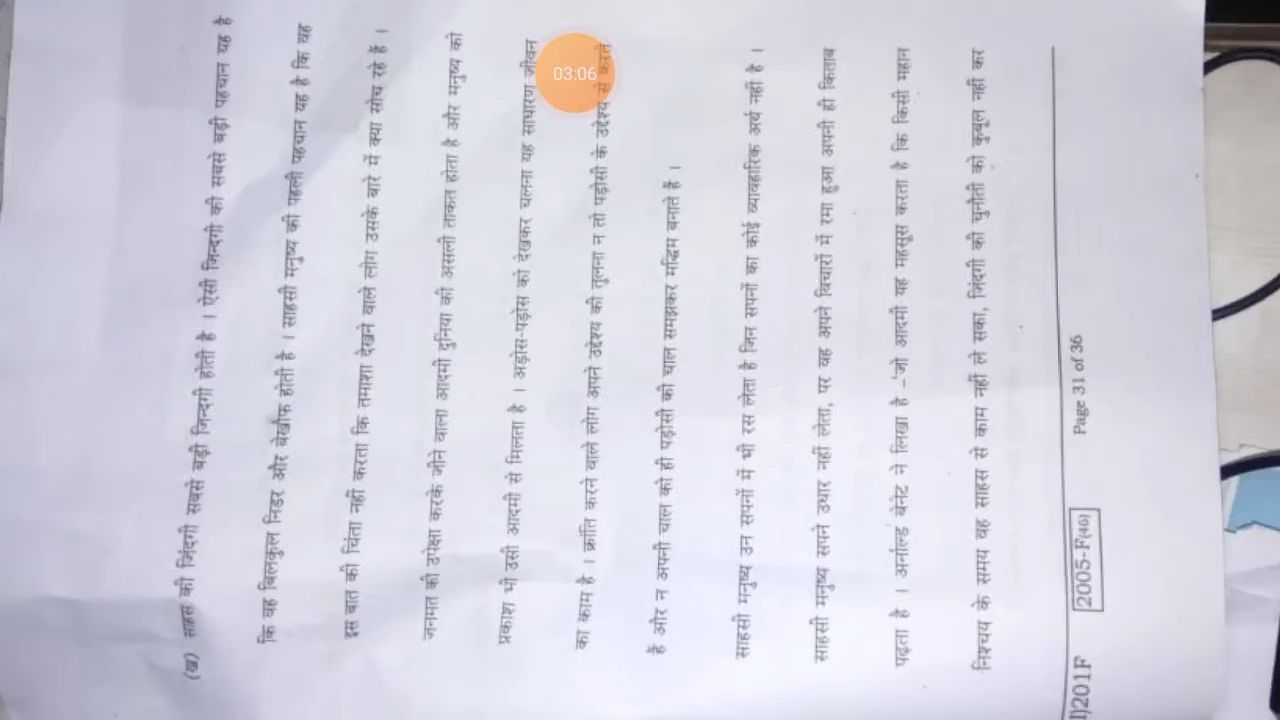 (ख) साहस की जिंदगी सबसे बड़ी जिन्दगी होती है । ऐसी जिन्दगी की सबसे बड़ी पहचान यह है
कि वह बिलकुल निडर और बेखौफ होती है । साहसी मनुष्य की पहली पहचान यह है कि वह
इस बात की चिंता नहीं करता कि तमाशा देखने वाले लोग उसके बारे में क्या सोच रहे हैं ।
जनमत की उपेक्षा करके जीने वाला आदमी दुनिया की असली ताकत होता है और मनुष्य को
प्रकाश भी उसी आदमी से मिलता है । अड़ोस-पड़ोस को देखकर चलना यह साधारण जीवन
का काम है । क्रांति करने वाले लोग अपने उद्देश्य की तुलना न तो पड़ोसी के उद्देश्य से करते
हैं और न अपनी चाल को ही पड़ोसी की चाल समझकर मद्धिम बनाते हैं ।
साहसी मनुष्य उन सपनों में भी रस लेता है जिन सपनों का कोई व्यावहारिक अर्थ नहीं है ।
साहसी मनुष्य सपने उधार नहीं लेता, पर वह अपने विचारों में रमा हुआ अपनी ही किताब
पढ़ता है । अर्नाल्ड बेनेट ने लिखा है –'जो आदमी यह महसूस करता है कि किसी महान
निश्चय के समय वह साहस से काम नहीं ले सका, जिंदगी की चुनौती को कुबूल नहीं कर
201F 2005-F(40) Page 31 of 36
03:06